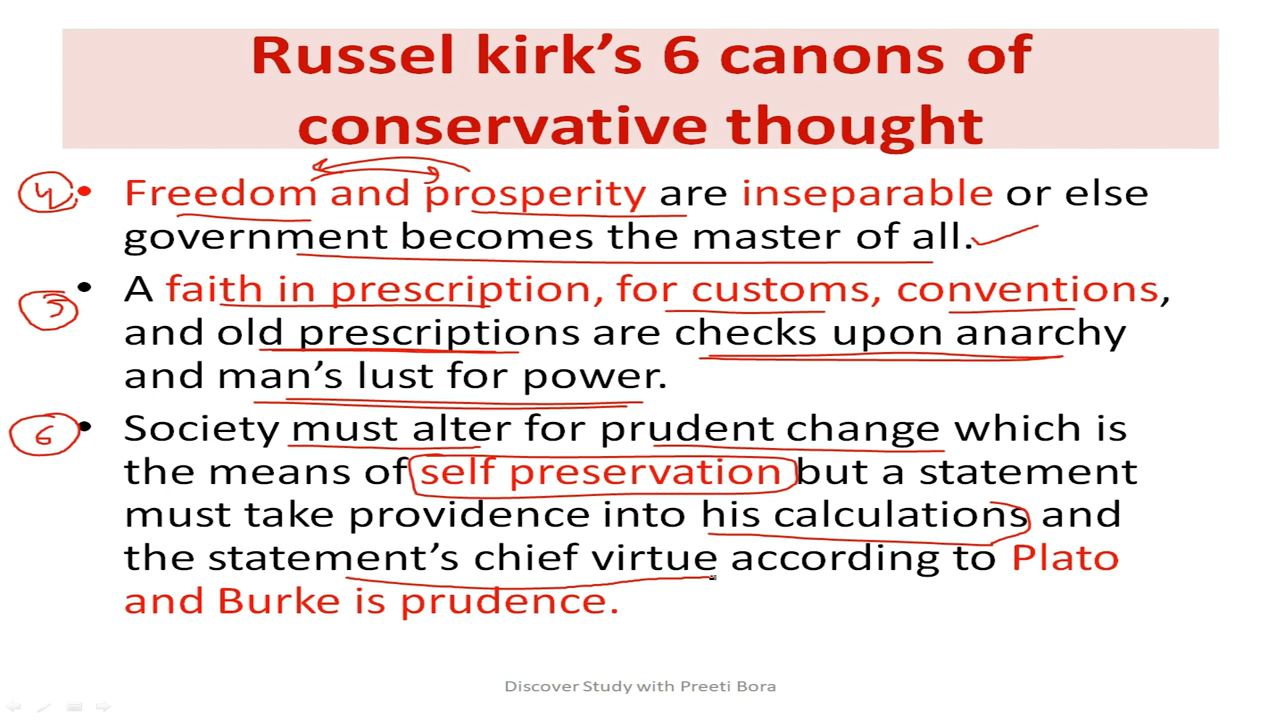 Russel kirk's 6 canons of
conservative thought
4 • Freedom and prosperity are inseparable or else
government becomes the master of all.
5 • A faith in prescription, for customs, conventions,
and old prescriptions are checks upon anarchy
and man's lust for power.
6 • Society must alter for prudent change which is
the means of self preservation but a statement
must take providence into his calculations and
the statement's chief virtue according to Plato
and Burke is prudence.
Discover Study with Preeti Bora